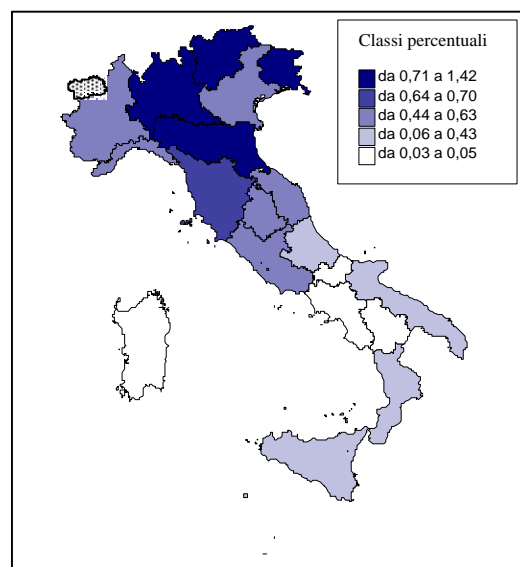 Classi percentuali
da 0,71 a 1,42
da 0,64 a 0,70
da 0,44 a 0,63
da 0,06 a 0,43
da 0,03 a 0,05